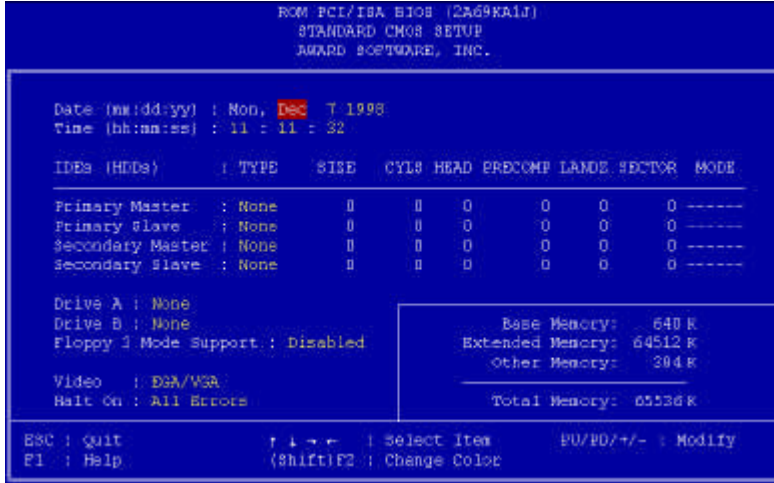 ROM PCI/ISA BIOS (2A69KA1J)
STANDARD CMOS SETUP
AWARD SOFTWARE, INC.
Date (mm:dd:yy) : Mon, Dec 7 1998
Time (hh:mm:ss) : 11 : 11 : 32
IDEs (HDDs) : TYPE SIZE CYLS HEAD PRECOMP LANDZ SECTOR MODE
Primary Master : None 0 0 0 0 0 0 ------
Primary Slave : None 0 0 0 0 0 0 ------
Secondary Master : None 0 0 0 0 0 0 ------
Secondary Slave : None 0 0 0 0 0 0 ------
Drive A : None
Drive B : None
Floppy 3 Mode Support : Disabled
Video : EGA/VGA
Halt On : All Errors
Base Memory: 640 K
Extended Memory: 64512 K
Other Memory: 384 K
Total Memory: 65536 K
ESC : Quit ↑ ↓ → ← : Select Item PU/PD/+/- : Modify
F1 : Help (Shift)F2 : Change Color